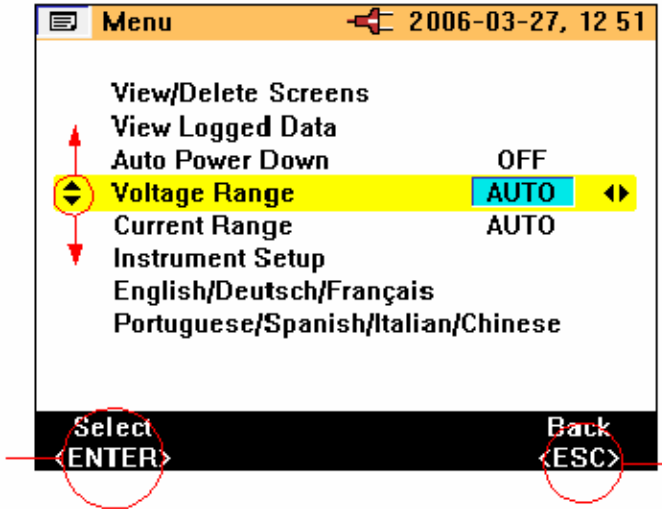 Menu 2006-03-27, 12 51
View/Delete Screens
View Logged Data
Auto Power Down OFF
Voltage Range AUTO
Current Range AUTO
Instrument Setup
English/Deutsch/Français
Portuguese/Spanish/Italian/Chinese
Select Back
<ENTER> <ESC>